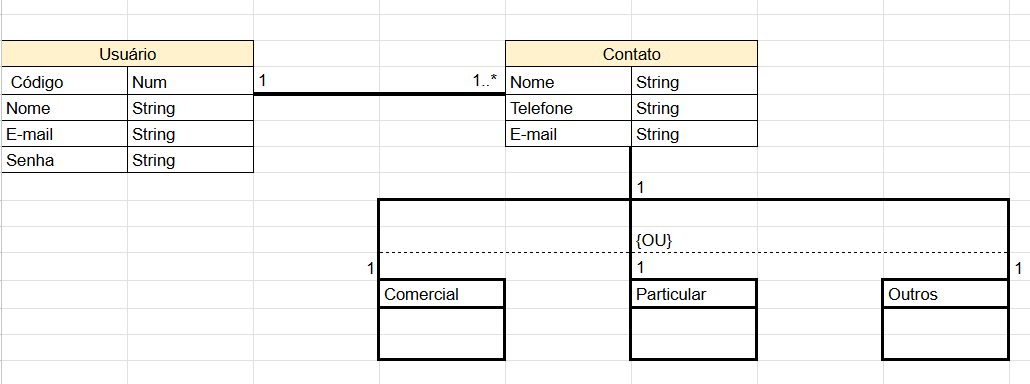 Usuário
Contato
Código Num
1 1..*
Nome String
Nome String
Telefone String
E-mail String
E-mail String
Senha String
1
{OU}
1 1 1
Comercial Particular Outros